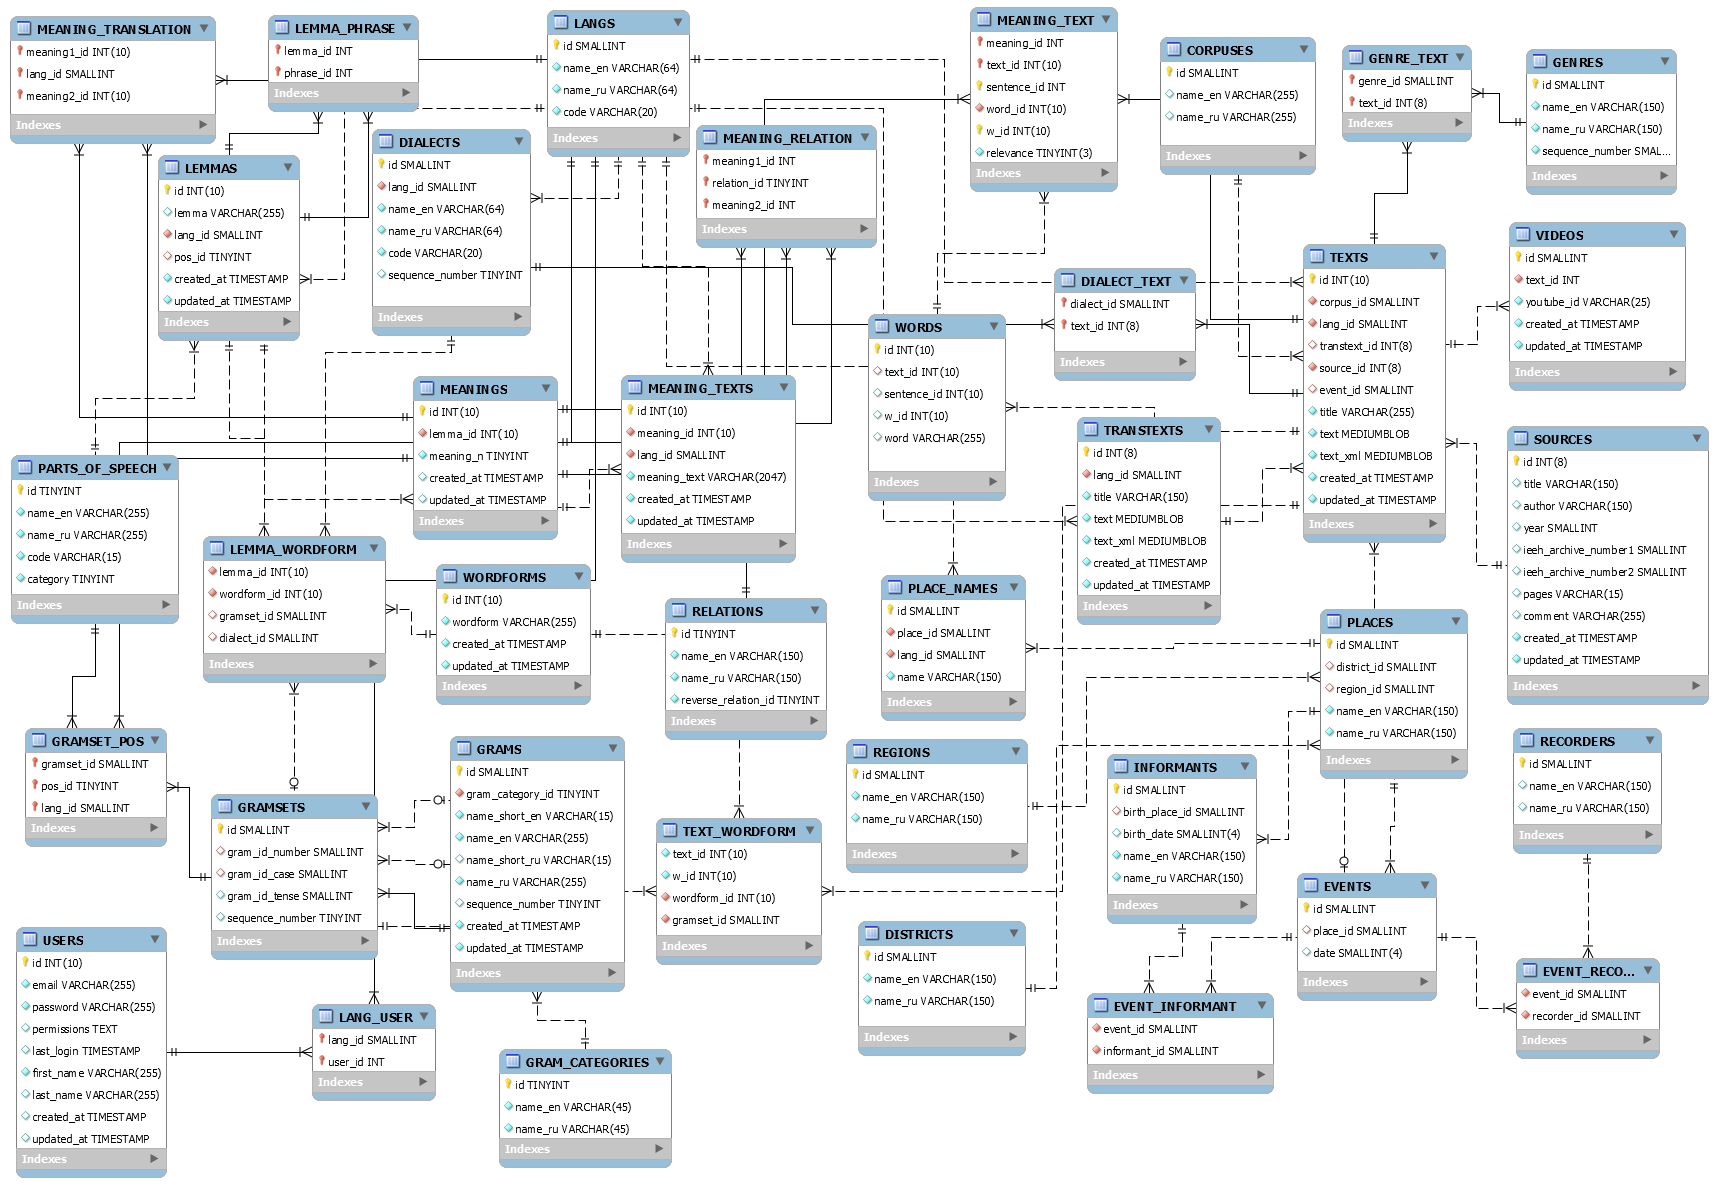 MEANING_TRANSLATION
meaning1_id INT(10)
lang_id SMALLINT
meaning2_id INT(10)
Indexes
LEMMA_PHRASE
lemma_id INT
phrase_id INT
Indexes
LANGS
id SMALLINT
name_en VARCHAR(64)
name_ru VARCHAR(64)
code VARCHAR(20)
Indexes
MEANING_TEXT
meaning_id INT
text_id INT(10)
sentence_id INT
word_id INT(10)
w_id INT(10)
relevance TINYINT(3)
Indexes
CORPUSES
id SMALLINT
name_en VARCHAR(255)
name_ru VARCHAR(255)
Indexes
GENRE_TEXT
genre_id SMALLINT
text_id INT(8)
Indexes
GENRES
id SMALLINT
name_en VARCHAR(150)
name_ru VARCHAR(150)
sequence_number SMAL...
Indexes
LEMMAS
id INT(10)
lemma VARCHAR(255)
lang_id SMALLINT
pos_id TINYINT
created_at TIMESTAMP
updated_at TIMESTAMP
Indexes
DIALECTS
id SMALLINT
lang_id SMALLINT
name_en VARCHAR(64)
name_ru VARCHAR(64)
code VARCHAR(20)
sequence_number TINYINT
Indexes
MEANING_RELATION
meaning1_id INT
relation_id TINYINT
meaning2_id INT
Indexes
DIALECT_TEXT
dialect_id SMALLINT
text_id INT(8)
Indexes
TEXTS
id INT(10)
corpus_id SMALLINT
lang_id SMALLINT
transtext_id INT(8)
source_id INT(8)
event_id SMALLINT
title VARCHAR(255)
text MEDIUMBLOB
text_xml MEDIUMBLOB
created_at TIMESTAMP
updated_at TIMESTAMP
Indexes
VIDEOS
id SMALLINT
text_id INT
youtube_id VARCHAR(25)
created_at TIMESTAMP
updated_at TIMESTAMP
Indexes
WORDS
id INT(10)
text_id INT(10)
sentence_id INT(10)
w_id INT(10)
word VARCHAR(255)
Indexes
MEANINGS
id INT(10)
lemma_id INT(10)
meaning_n TINYINT
created_at TIMESTAMP
updated_at TIMESTAMP
Indexes
MEANING_TEXTS
id INT(10)
meaning_id INT(10)
lang_id SMALLINT
meaning_text VARCHAR(2047)
created_at TIMESTAMP
updated_at TIMESTAMP
Indexes
TRANSTEXTS
id INT(8)
lang_id SMALLINT
title VARCHAR(150)
text MEDIUMBLOB
text_xml MEDIUMBLOB
created_at TIMESTAMP
updated_at TIMESTAMP
Indexes
SOURCES
id INT(8)
title VARCHAR(150)
author VARCHAR(150)
year SMALLINT
ieeh_archive_number1 SMALLINT
ieeh_archive_number2 SMALLINT
pages VARCHAR(15)
comment VARCHAR(255)
created_at TIMESTAMP
updated_at TIMESTAMP
Indexes
PARTS_OF_SPEECH
id TINYINT
name_en VARCHAR(255)
name_ru VARCHAR(255)
code VARCHAR(15)
category TINYINT
Indexes
LEMMA_WORDFORM
lemma_id INT(10)
wordform_id INT(10)
gramset_id SMALLINT
dialect_id SMALLINT
Indexes
WORDFORMS
id INT(10)
wordform VARCHAR(255)
created_at TIMESTAMP
updated_at TIMESTAMP
Indexes
RELATIONS
id TINYINT
name_en VARCHAR(150)
name_ru VARCHAR(150)
reverse_relation_id TINYINT
Indexes
PLACE_NAMES
id SMALLINT
place_id SMALLINT
lang_id SMALLINT
name VARCHAR(150)
Indexes
PLACES
id SMALLINT
district_id SMALLINT
region_id SMALLINT
name_en VARCHAR(150)
name_ru VARCHAR(150)
Indexes
GRAMSET_POS
gramset_id SMALLINT
pos_id TINYINT
lang_id SMALLINT
Indexes
GRAMSETS
id SMALLINT
gram_id_number SMALLINT
gram_id_case SMALLINT
gram_id_tense SMALLINT
sequence_number TINYINT
Indexes
GRAMS
id SMALLINT
gram_category_id TINYINT
name_short_en VARCHAR(15)
name_en VARCHAR(255)
name_short_ru VARCHAR(15)
name_ru VARCHAR(255)
sequence_number TINYINT
created_at TIMESTAMP
updated_at TIMESTAMP
Indexes
TEXT_WORDFORM
text_id INT(10)
w_id INT(10)
wordform_id INT(10)
gramset_id SMALLINT
Indexes
REGIONS
id SMALLINT
name_en VARCHAR(150)
name_ru VARCHAR(150)
Indexes
INFORMANTS
id SMALLINT
birth_place_id SMALLINT
birth_date SMALLINT(4)
name_en VARCHAR(150)
name_ru VARCHAR(150)
Indexes
RECORDERS
id SMALLINT
name_en VARCHAR(150)
name_ru VARCHAR(150)
Indexes
EVENTS
id SMALLINT
place_id SMALLINT
date SMALLINT(4)
Indexes
USERS
id INT(10)
email VARCHAR(255)
password VARCHAR(255)
permissions TEXT
last_login TIMESTAMP
first_name VARCHAR(255)
last_name VARCHAR(255)
created_at TIMESTAMP
updated_at TIMESTAMP
Indexes
LANG_USER
lang_id SMALLINT
user_id INT
Indexes
GRAM_CATEGORIES
id TINYINT
name_en VARCHAR(45)
name_ru VARCHAR(45)
Indexes
DISTRICTS
id SMALLINT
name_en VARCHAR(150)
name_ru VARCHAR(150)
Indexes
EVENT_INFORMANT
event_id SMALLINT
informant_id SMALLINT
Indexes
EVENT_RECO...
event_id SMALLINT
recorder_id SMALLINT
Indexes